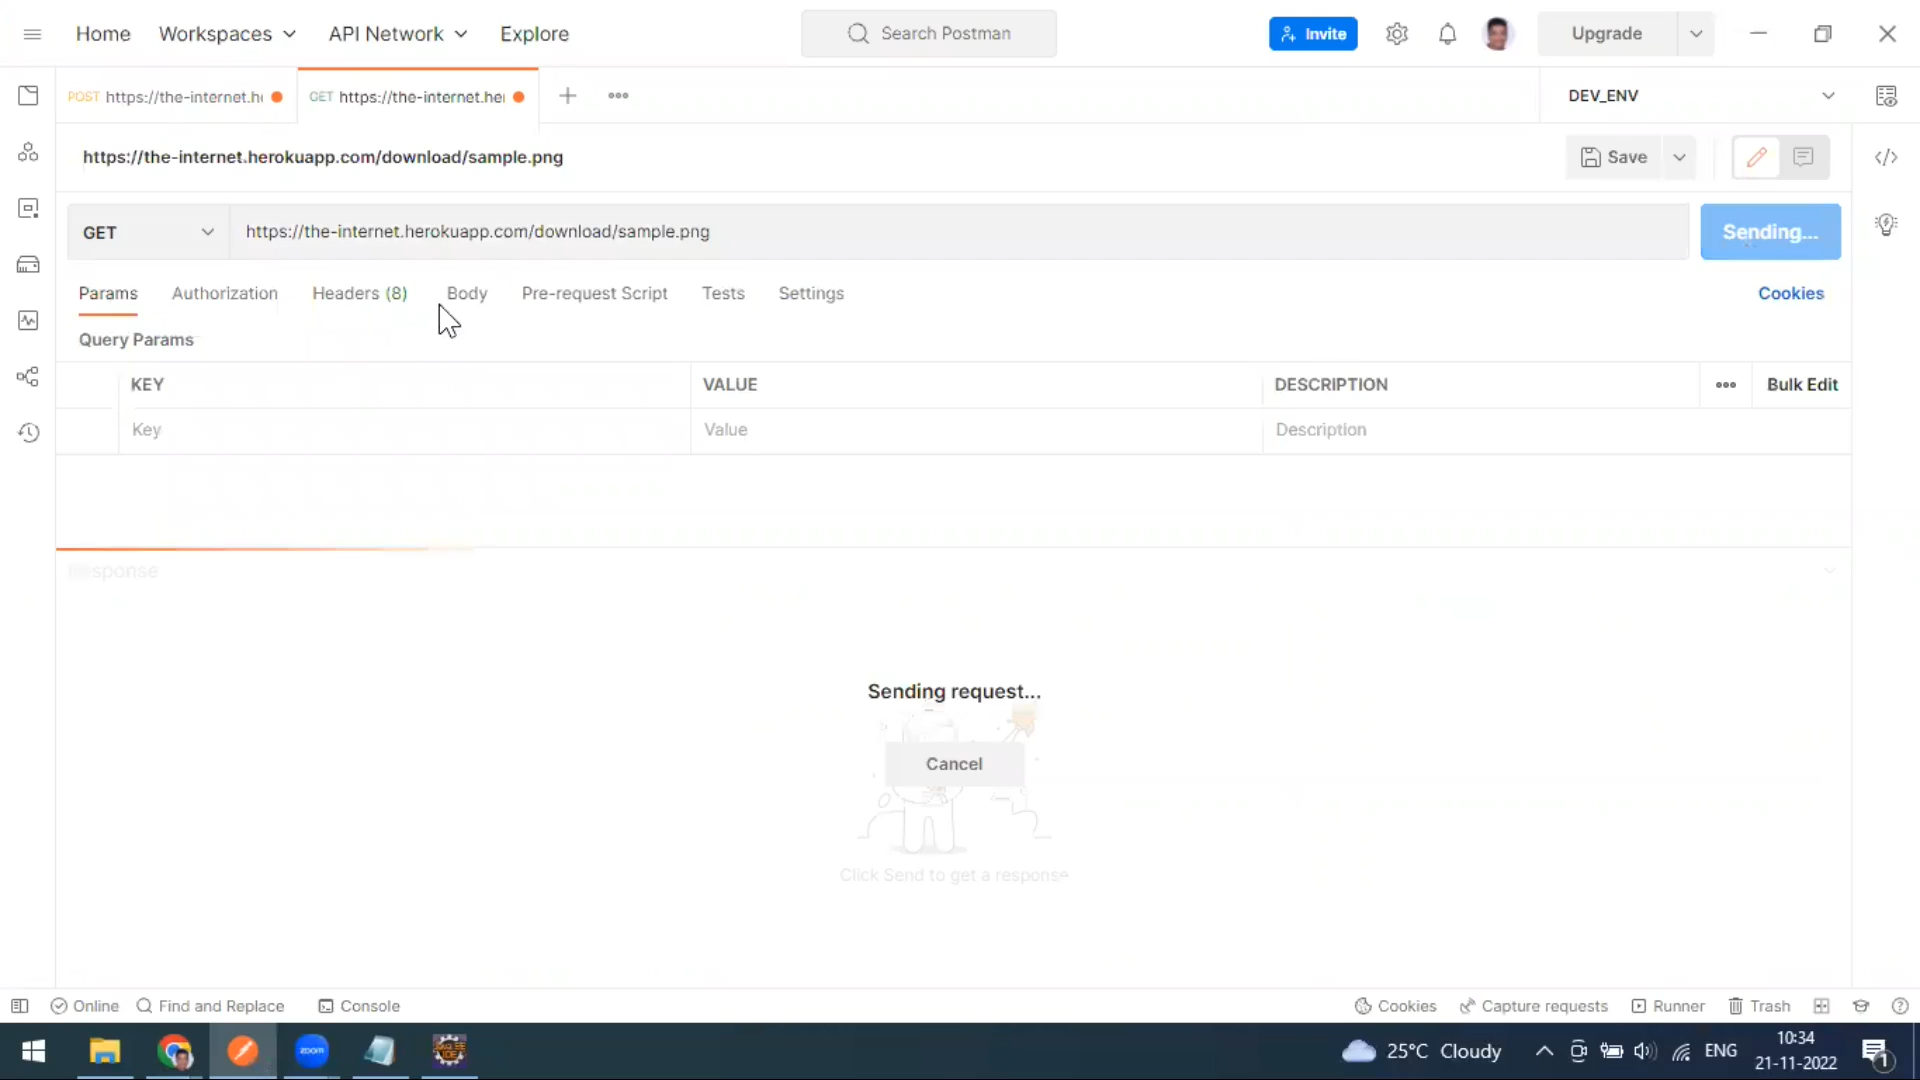 Home Workspaces API Network Explore Search Postman Invite Upgrade
POST https://the-internet.h GET https://the-internet.he DEV_ENV
https://the-internet.herokuapp.com/download/sample.png Save
GET https://the-internet.herokuapp.com/download/sample.png Sending...
Params Authorization Headers (8) Body Pre-request Script Tests Settings Cookies
Query Params
KEY VALUE DESCRIPTION Bulk Edit
Key Value Description
sponse
Sending request...
Cancel
Click Send to get a response
Online Find and Replace Console Cookies Capture requests Runner Trash
zoom 25°C Cloudy ENG 10:34
21-11-2022 1